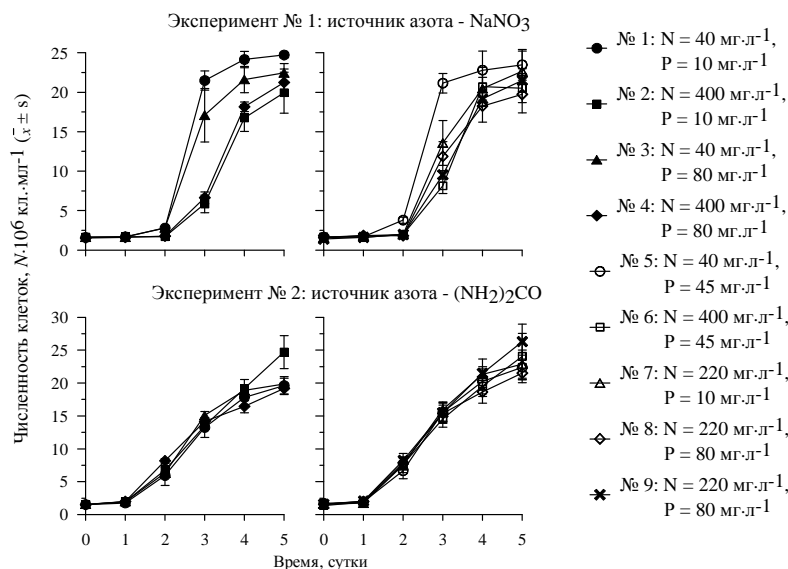 Эксперимент № 1: источник азота - NaNO3
25
20
15
10
5
0
Численность клеток, N·10⁶ кл.·мл⁻¹ (x̄ ± s)
Эксперимент № 2: источник азота - (NH2)2CO
30
25
20
15
10
5
0
0 1 2 3 4 5 0 1 2 3 4 5
Время, сутки
№ 1: N = 40 мг·л⁻¹,
P = 10 мг·л⁻¹
№ 2: N = 400 мг·л⁻¹,
P = 10 мг·л⁻¹
№ 3: N = 40 мг·л⁻¹,
P = 80 мг·л⁻¹
№ 4: N = 400 мг·л⁻¹,
P = 80 мг·л⁻¹
№ 5: N = 40 мг·л⁻¹,
P = 45 мг·л⁻¹
№ 6: N = 400 мг·л⁻¹,
P = 45 мг·л⁻¹
№ 7: N = 220 мг·л⁻¹,
P = 10 мг·л⁻¹
№ 8: N = 220 мг·л⁻¹,
P = 80 мг·л⁻¹
№ 9: N = 220 мг·л⁻¹,
P = 80 мг·л⁻¹